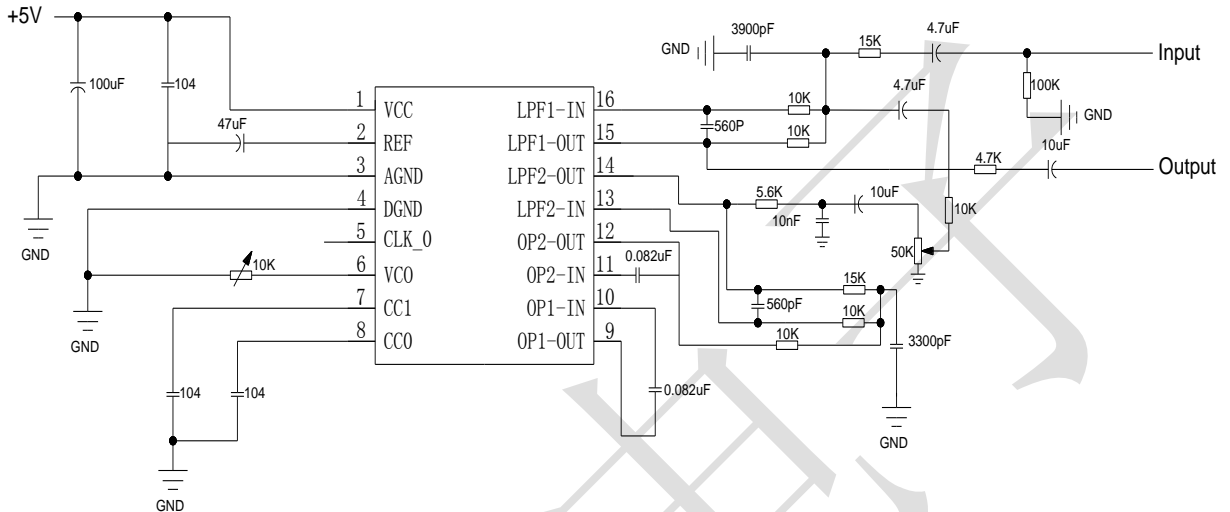 +5V
100uF
104
47uF
GND
GND
10K
104
104
GND
1 VCC
2 REF
3 AGND
4 DGND
5 CLK_O
6 VCO
7 CC1
8 CC0
LPF1-IN 16
LPF1-OUT 15
LPF2-OUT 14
LPF2-IN 13
OP2-OUT 12
OP2-IN 11
OP1-IN 10
OP1-OUT 9
GND
3900pF
15K
4.7uF
Input
100K
GND
560P
10K
10K
4.7uF
4.7K
10uF
Output
5.6K
10nF
10uF
10K
50K
0.082uF
560pF
15K
10K
10K
3300pF
GND
0.082uF